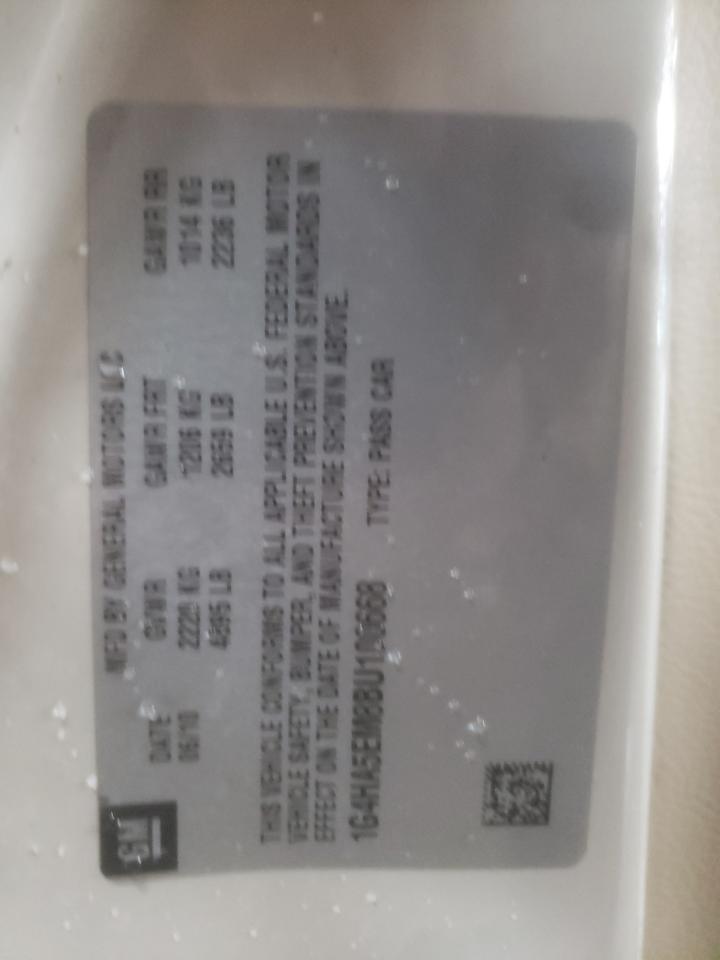 GM
MFD BY GENERAL MOTORS LLC
DATE GVWR GAWR FRT GAWR RR
06/10 2220 KG 1206 KG 1014 KG
4895 LB 2659 LB 2236 LB
THIS VEHICLE CONFORMS TO ALL APPLICABLE U.S. FEDERAL MOTOR
VEHICLE SAFETY, BUMPER, AND THEFT PREVENTION STANDARDS IN
EFFECT ON THE DATE OF MANUFACTURE SHOWN ABOVE.
TYPE: PASS CAR